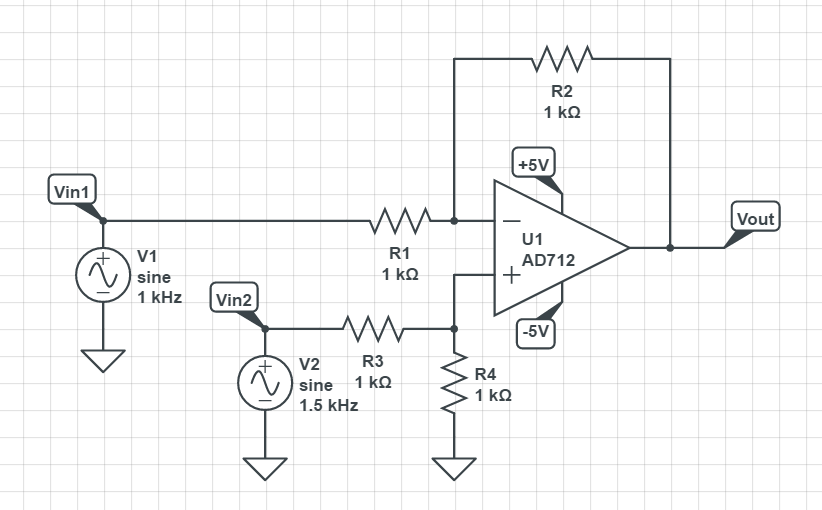 R2
1 kΩ
+5V
Vin1
Vout
V1
sine
1 kHz
R1
1 kΩ
U1
AD712
Vin2
-5V
V2
sine
1.5 kHz
R3
1 kΩ
R4
1 kΩ